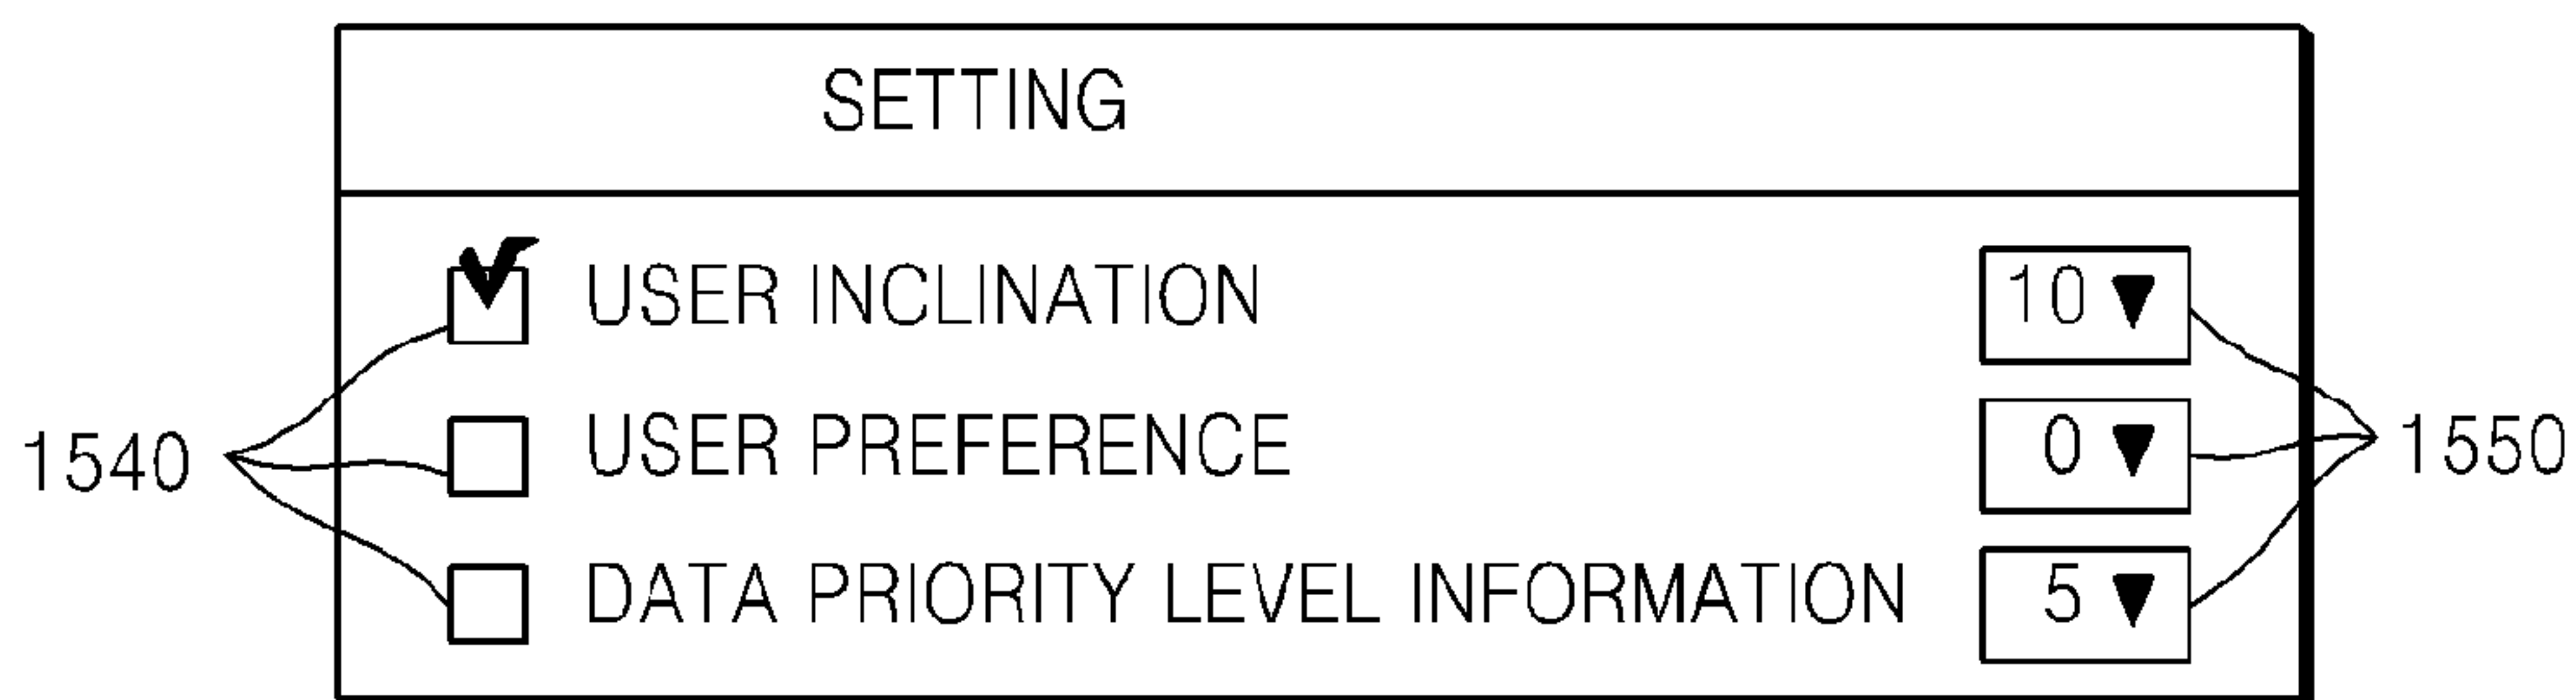 SETTING
USER INCLINATION 10 ▼
1540 USER PREFERENCE 0 ▼ 1550
DATA PRIORITY LEVEL INFORMATION 5 ▼